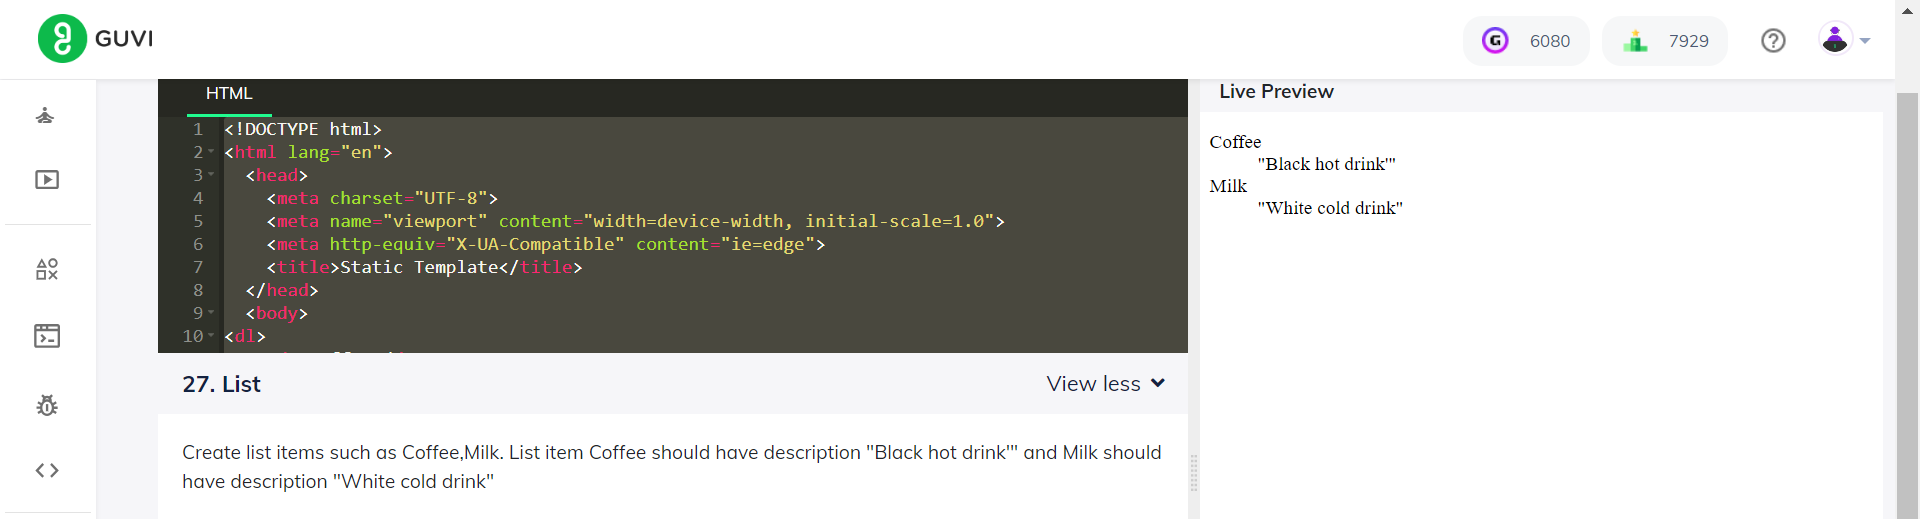 GUVI
6080
7929
HTML
1 <!DOCTYPE html>
2 <html lang="en">
3 <head>
4 <meta charset="UTF-8">
5 <meta name="viewport" content="width=device-width, initial-scale=1.0">
6 <meta http-equiv="X-UA-Compatible" content="ie=edge">
7 <title>Static Template</title>
8 </head>
9 <body>
10 <dl>
27. List
View less
Create list items such as Coffee,Milk. List item Coffee should have description "Black hot drink'" and Milk should
have description "White cold drink"
Live Preview
Coffee
"Black hot drink'"
Milk
"White cold drink"